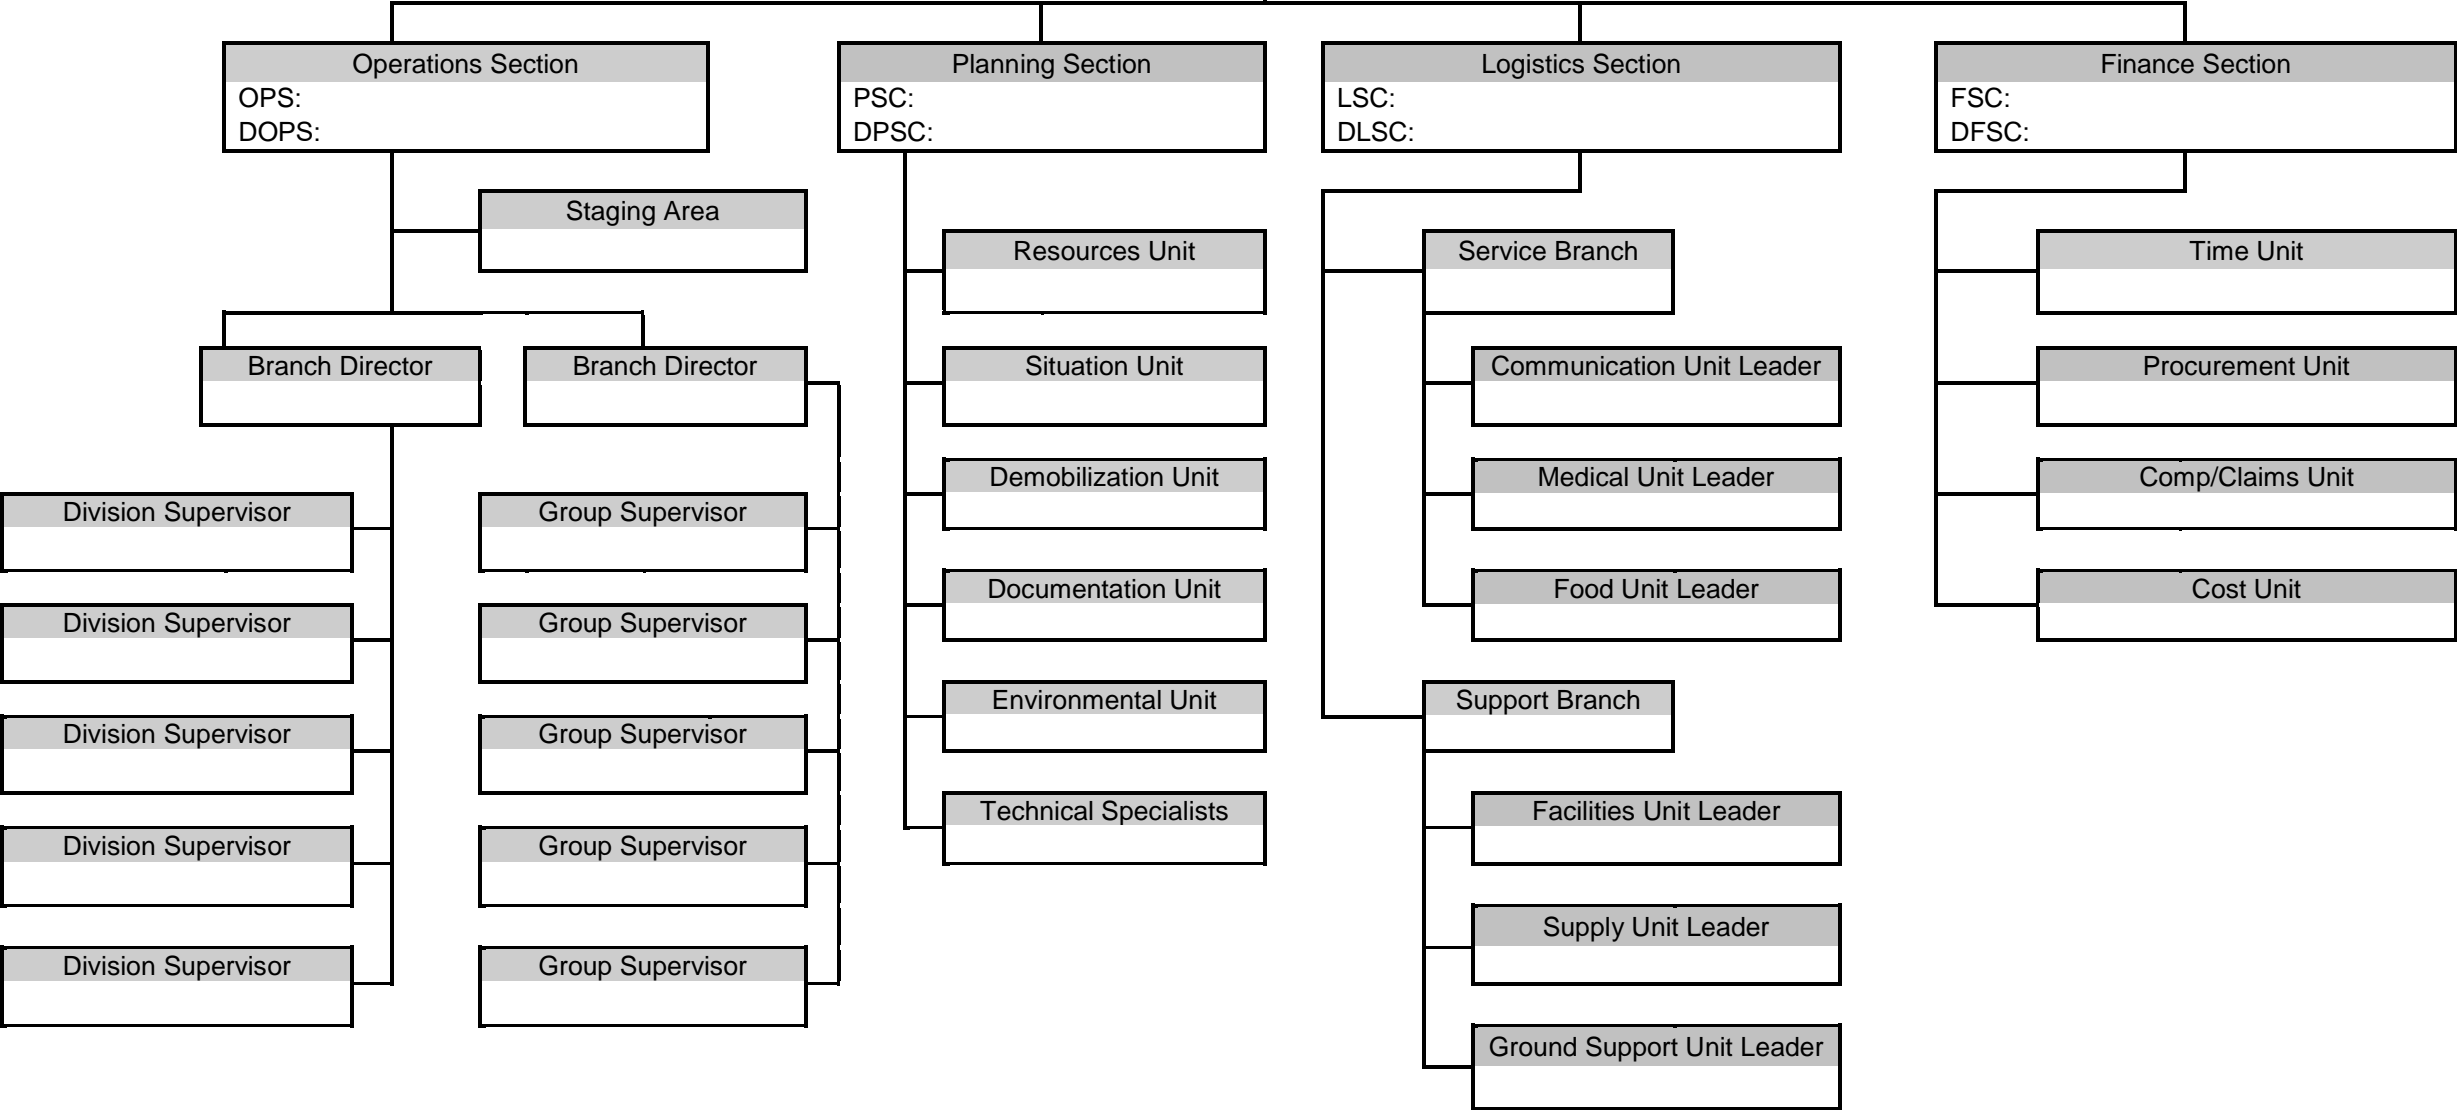 Operations Section
OPS:
DOPS:
Staging Area
Branch Director
Branch Director
Division Supervisor
Division Supervisor
Division Supervisor
Division Supervisor
Division Supervisor
Group Supervisor
Group Supervisor
Group Supervisor
Group Supervisor
Group Supervisor
Planning Section
PSC:
DPSC:
Resources Unit
Situation Unit
Demobilization Unit
Documentation Unit
Environmental Unit
Technical Specialists
Logistics Section
LSC:
DLSC:
Service Branch
Communication Unit Leader
Medical Unit Leader
Food Unit Leader
Support Branch
Facilities Unit Leader
Supply Unit Leader
Ground Support Unit Leader
Finance Section
FSC:
DFSC:
Time Unit
Procurement Unit
Comp/Claims Unit
Cost Unit